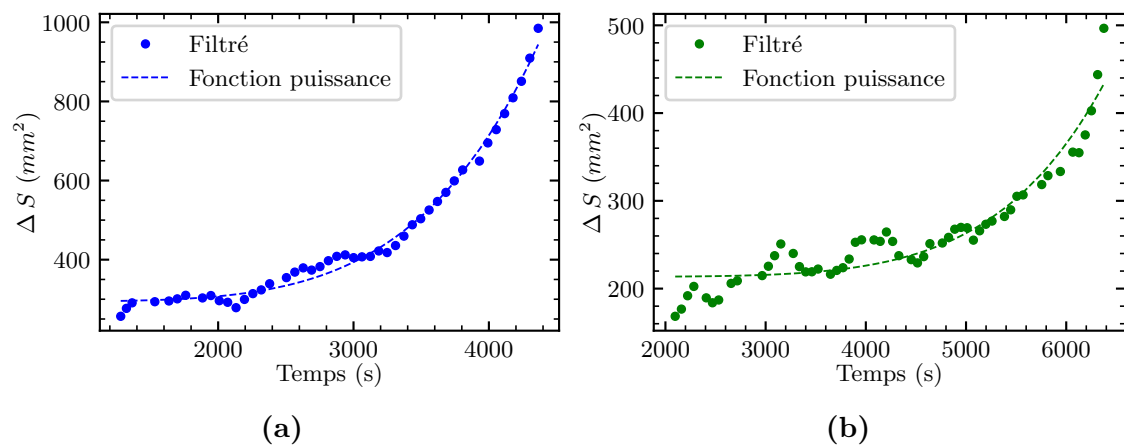 1000
800
600
400
Δ S (mm²)
Filtré
Fonction puissance
2000
3000
4000
Temps (s)
(a)
500
400
300
200
Δ S (mm²)
Filtré
Fonction puissance
2000
3000
4000
5000
6000
Temps (s)
(b)